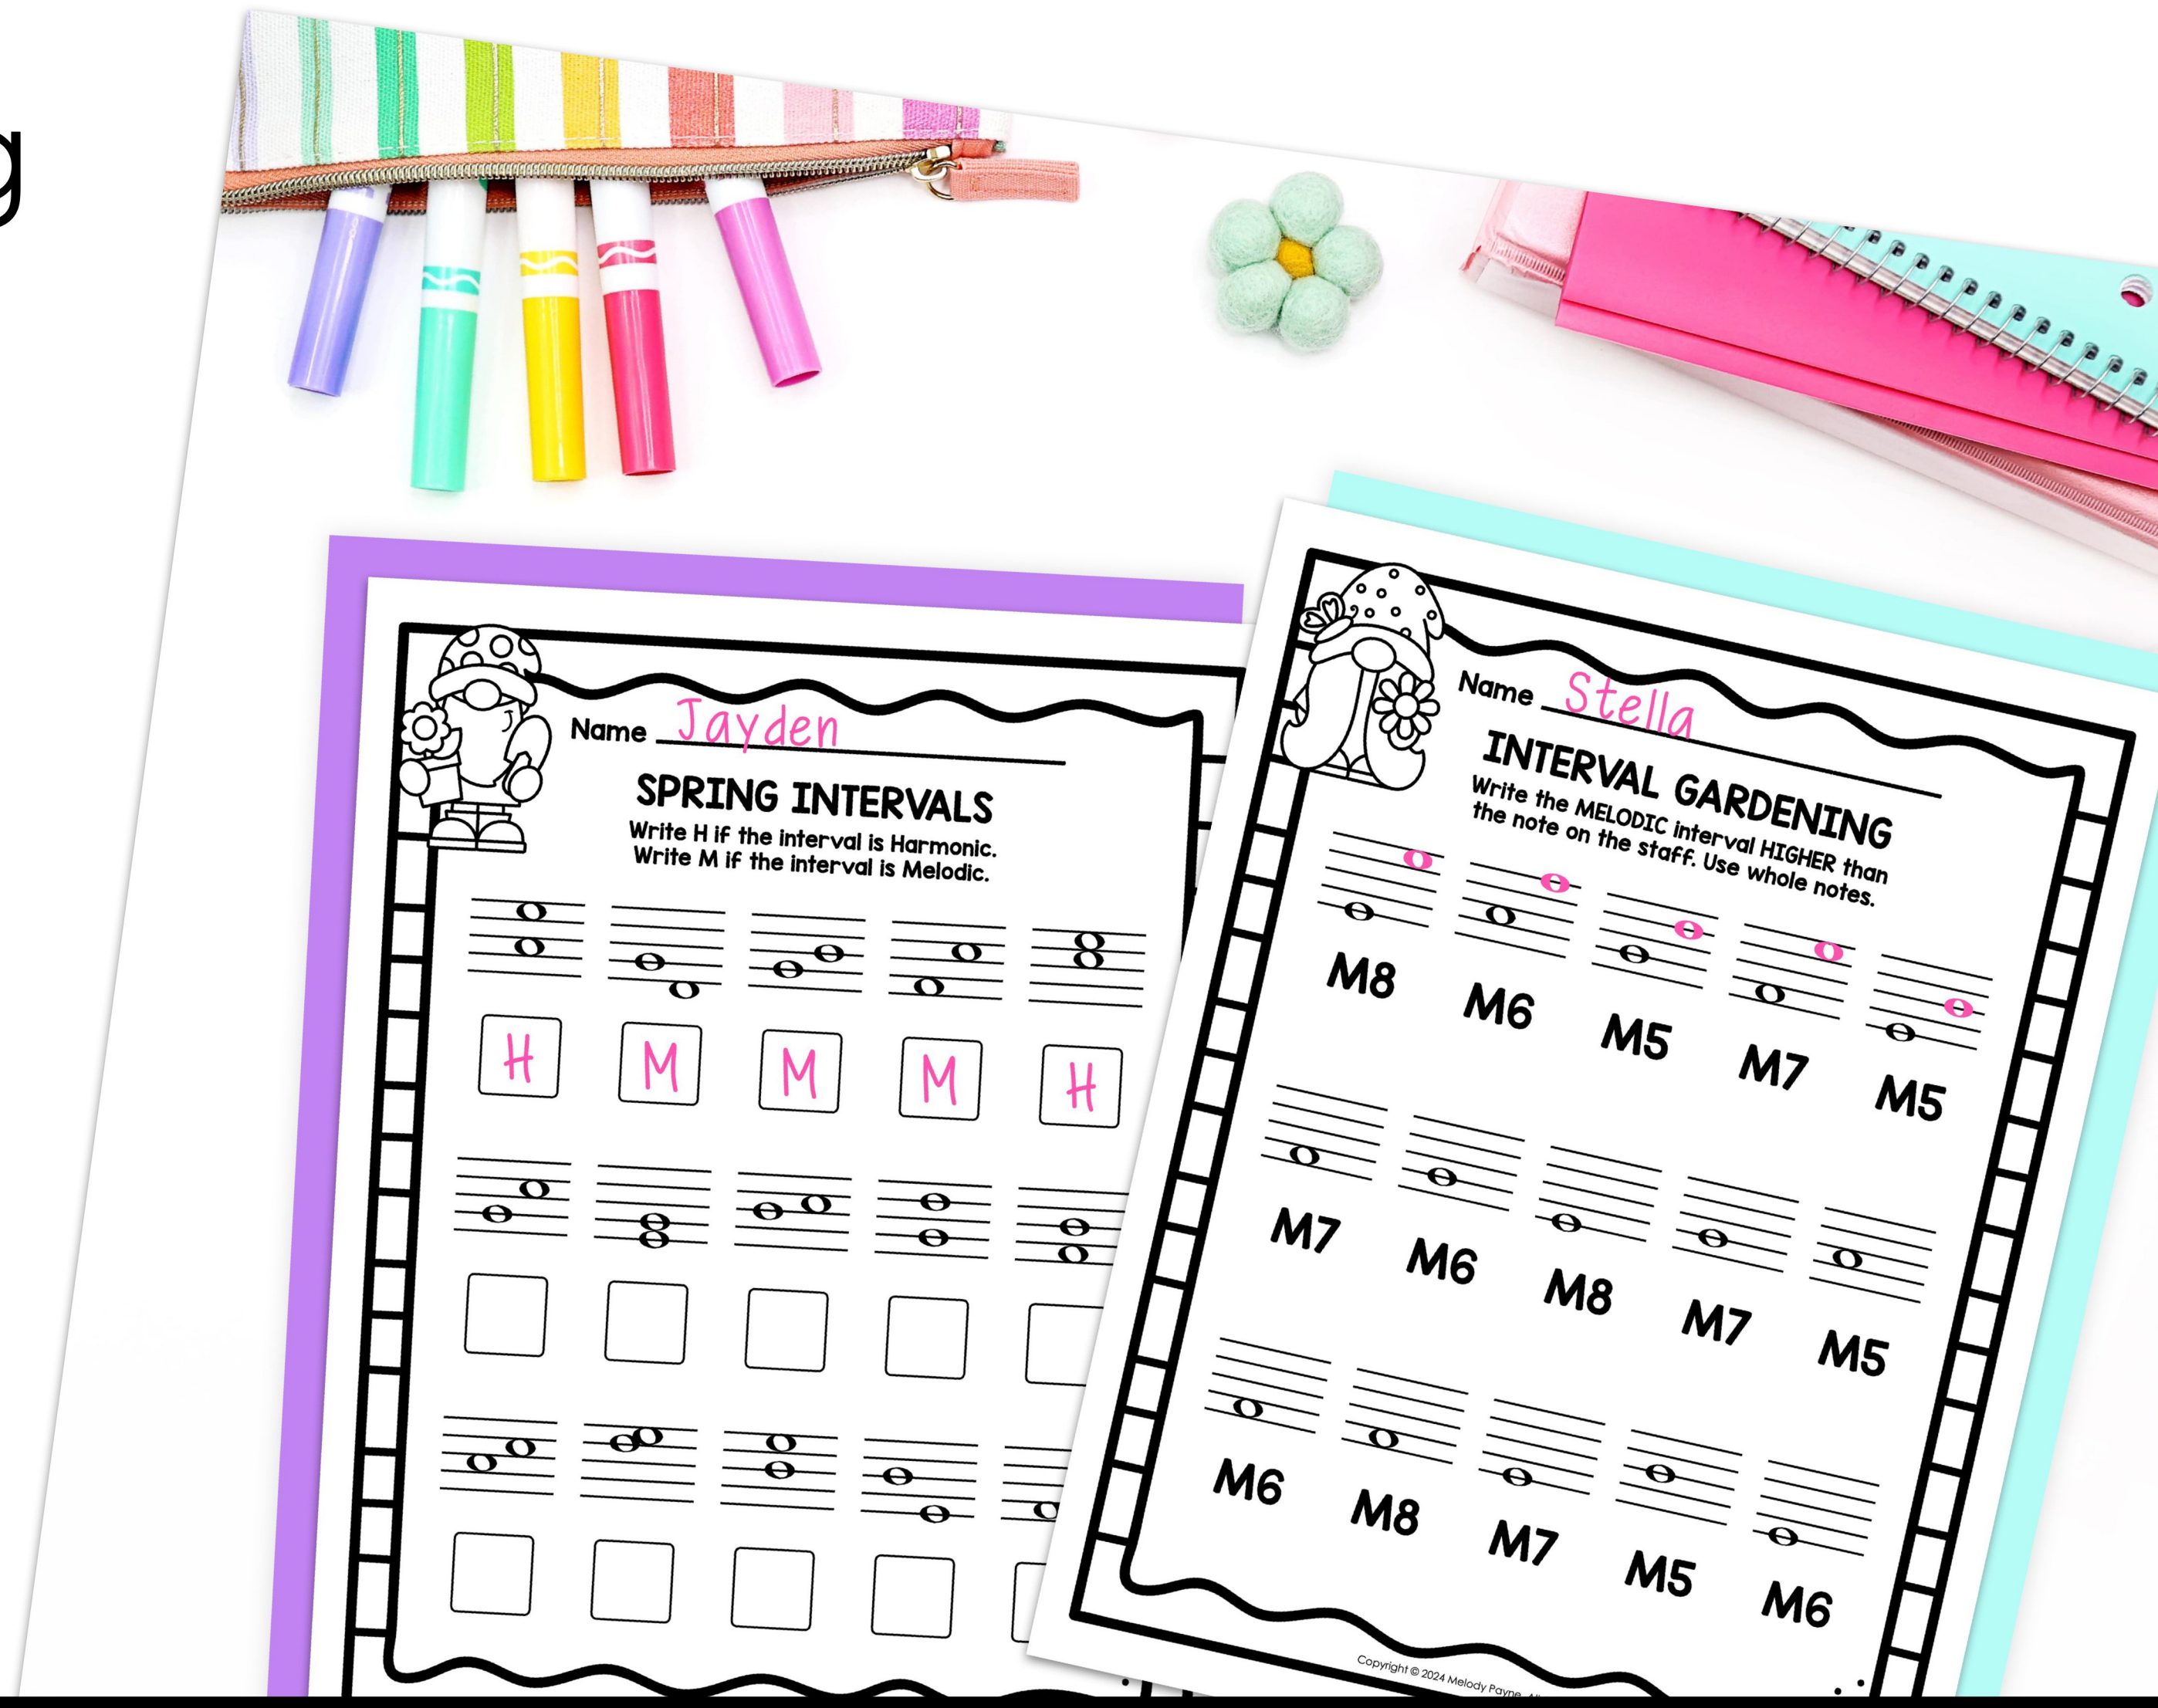 g
Name Jayden
SPRING INTERVALS
Write H if the interval is Harmonic.
Write M if the interval is Melodic.
H M M M H
Name Stella
INTERVAL GARDENING
Write the MELODIC interval HIGHER than
the note on the staff. Use whole notes.
M8 M6 M5 M7 M5
M7 M6 M8 M7 M5
M6 M8 M7 M5 M6
Copyright © 2024 Melody Payne.